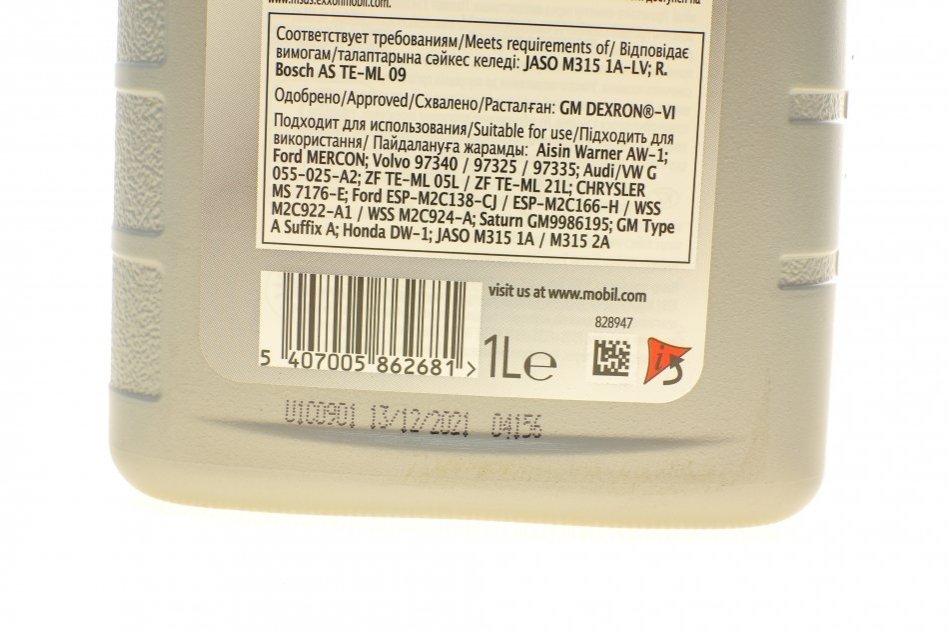 www.msds.exxonmobil.com.
Соответствует требованиям/Meets requirements of/ Відповідає
вимогам/талаптарына сәйкес келеді: JASO M315 1A-LV; R.
Bosch AS TE-ML 09
Одобрено/Approved/Схвалено/Расталған: GM DEXRON®-VI
Подходит для использования/Suitable for use/Підходить для
використання/ Пайдалануға жарамды: Aisin Warner AW-1;
Ford MERCON; Volvo 97340 / 97325 / 97335; Audi/VW G
055-025-A2; ZF TE-ML 05L / ZF TE-ML 21L; CHRYSLER
MS 7176-E; Ford ESP-M2C138-CJ / ESP-M2C166-H / WSS
M2C922-A1 / WSS M2C924-A; Saturn GM9986195; GM Type
A Suffix A; Honda DW-1; JASO M315 1A / M315 2A
visit us at www.mobil.com
828947
5 407005 862681 >
1L e
U1C0901 13/12/2021 04:56